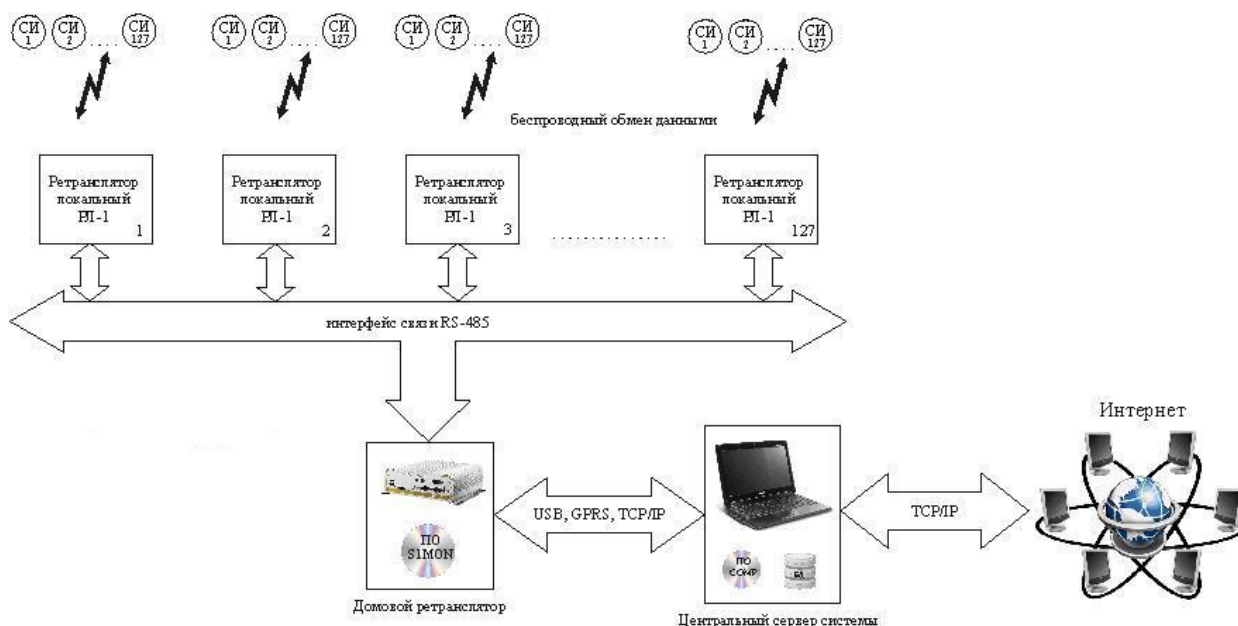 СИ 1 СИ 2 ..... СИ 127 СИ 1 СИ 2 ..... СИ 127 СИ 1 СИ 2 ..... СИ 127 СИ 1 СИ 2 ..... СИ 127
беспроводный обмен данными
Ретранслятор
локальный
РЛ-1
1
Ретранслятор
локальный
РЛ-1
2
Ретранслятор
локальный
РЛ-1
3
......................
Ретранслятор
локальный
РЛ-1
127
интерфейс связи RS-485
ПО
S1MON
Домовой ретранслятор
USB, GPRS, TCP/IP
ПО
COMP
БД
Центральный сервер системы
TCP/IP
Интернет